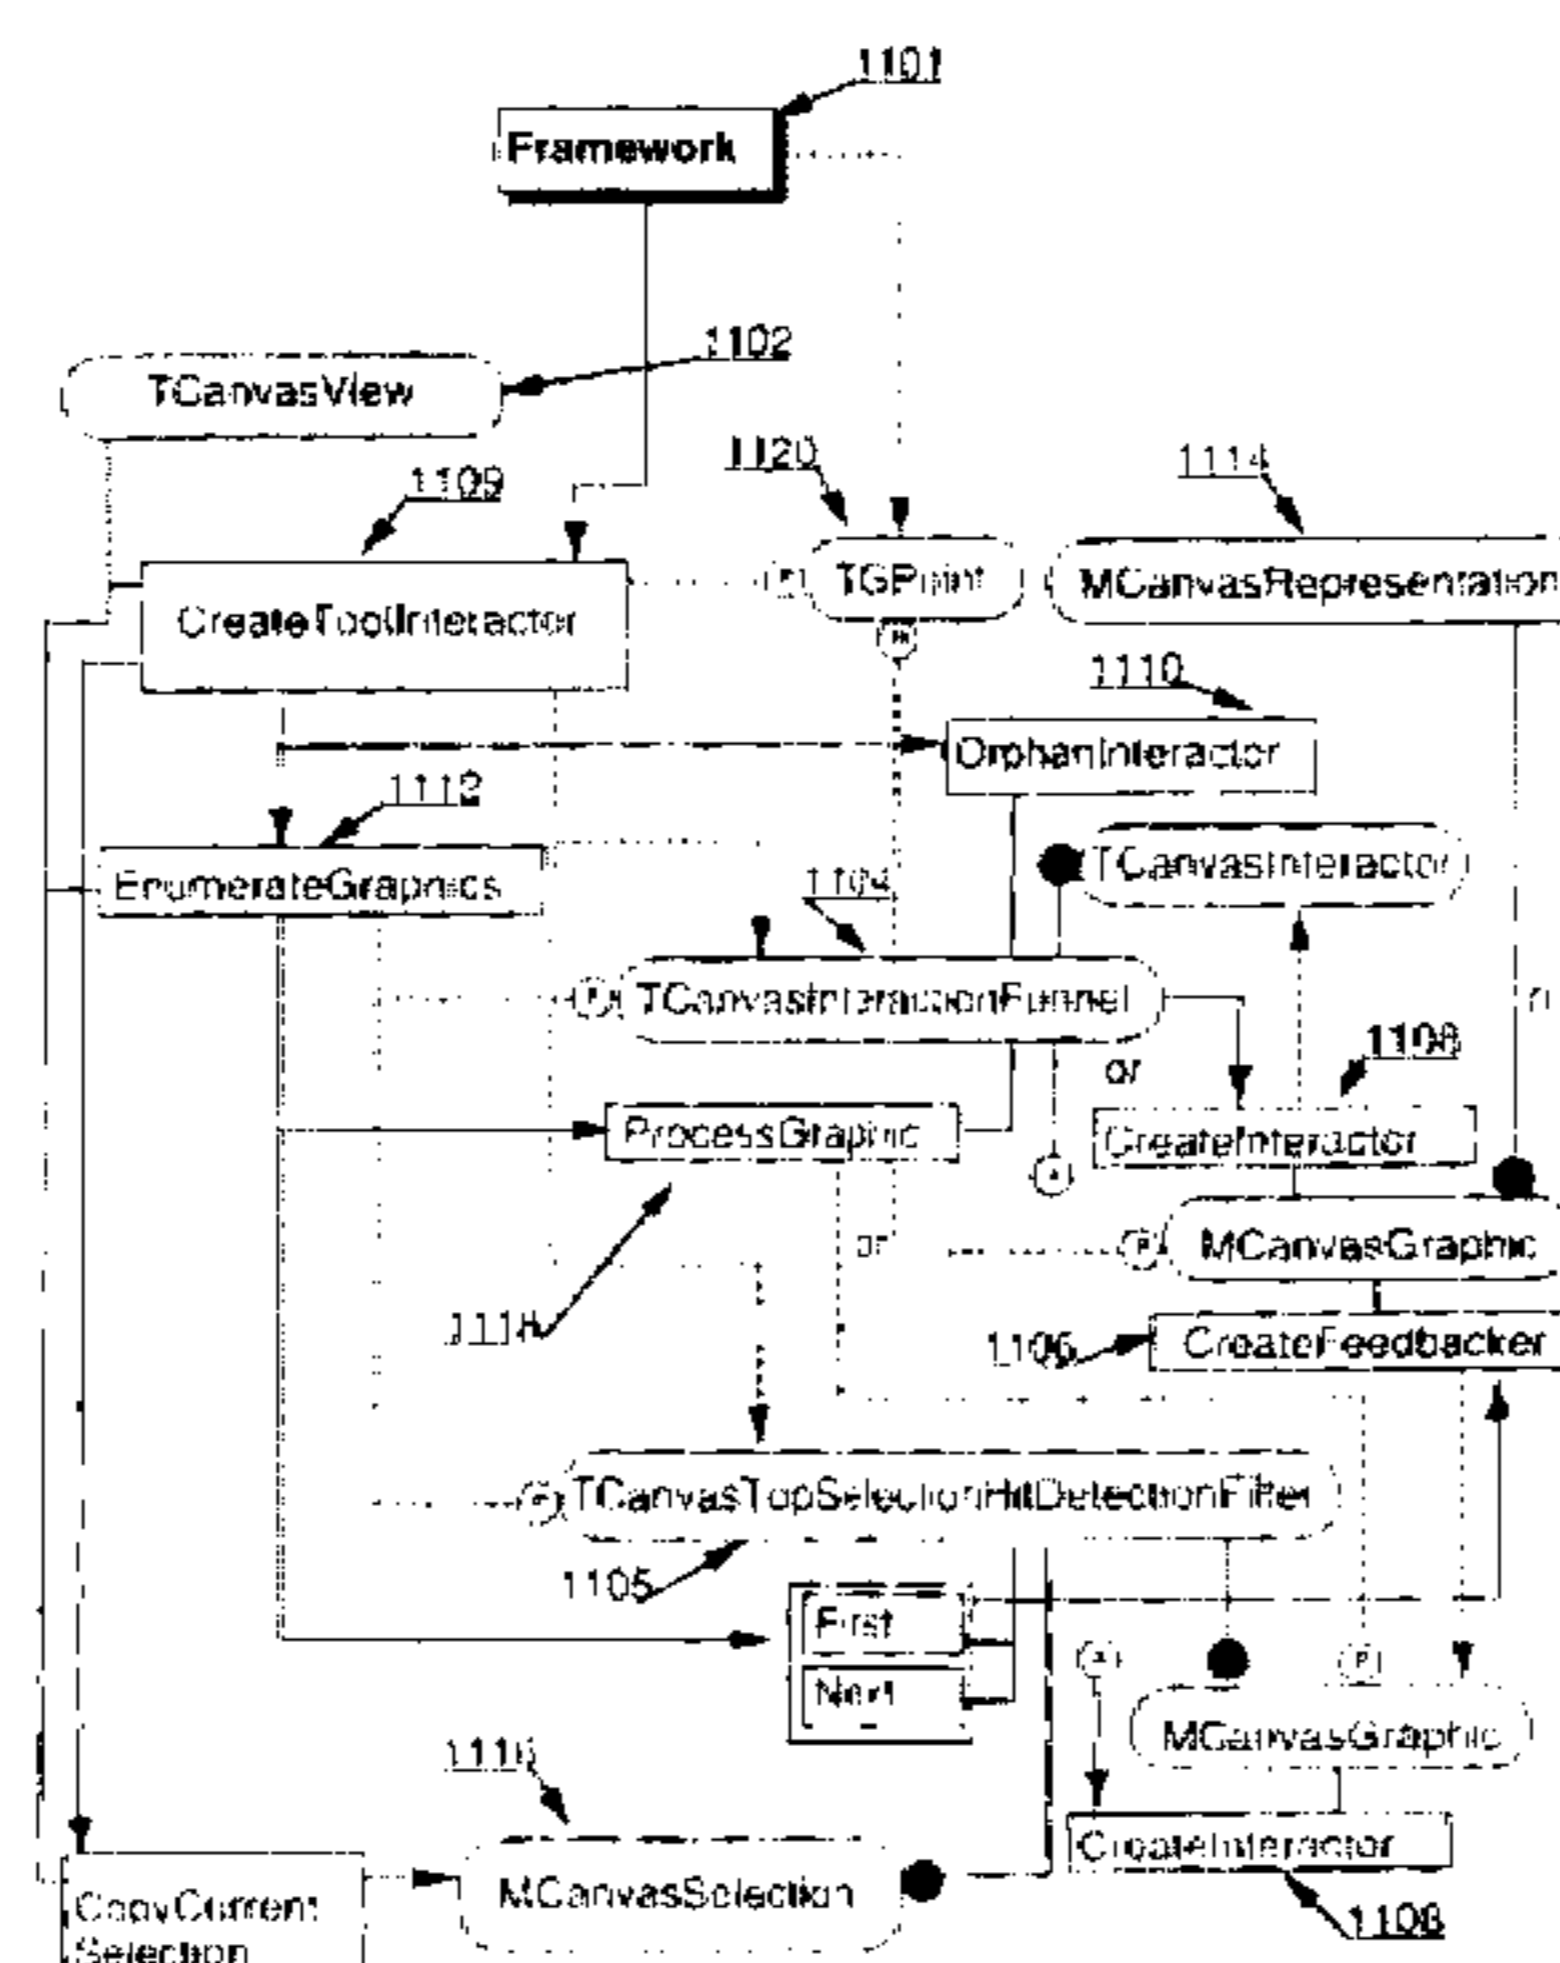 1101
Framework
1102
TCanvasView
1120
1114
1109
TGPoint
MCanvasRepresentation
CreateToolInteractor
1110
OrphanInteractor
1112
TCanvasInteractor
EnumerateGraphics
1104
TCanvasInteractionFunnel
n
1108
or
ProcessGraphic
CreateInteractor
or
MCanvasGraphic
1118
1106
CreateFeedbacker
TCanvasTopSelectionHitDetectionFilter
1105
First
P
Next
MCanvasGraphic
1116
CreateInteractor
MCanvasSelection
CopyCurrent
Selection
1108